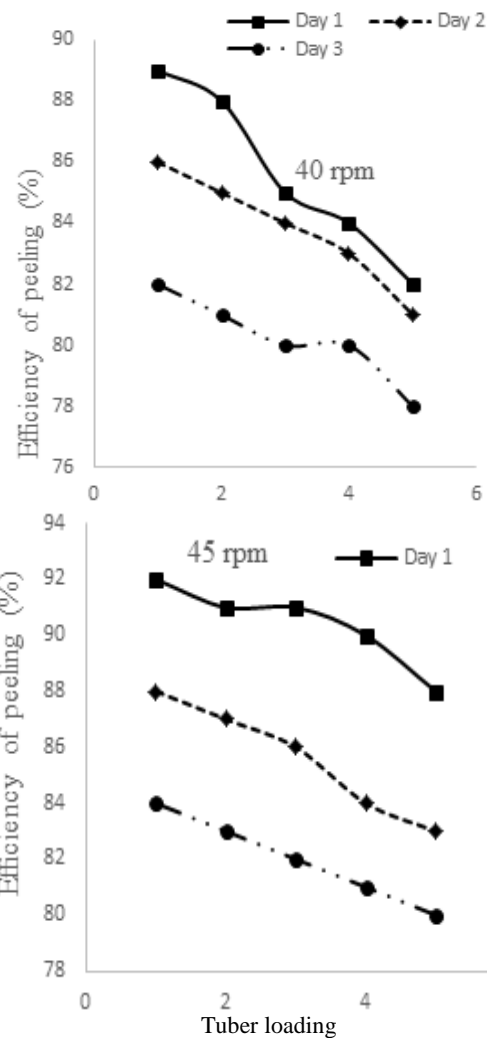 Day 1 Day 2
Day 3
90
88
86
84
82
80
78
76
Efficiency of peeling (%)
40 rpm
0 2 4 6
94
92
90
88
86
84
82
80
78
Efficiency of peeling (%)
45 rpm
Day 1
0 2 4
Tuber loading